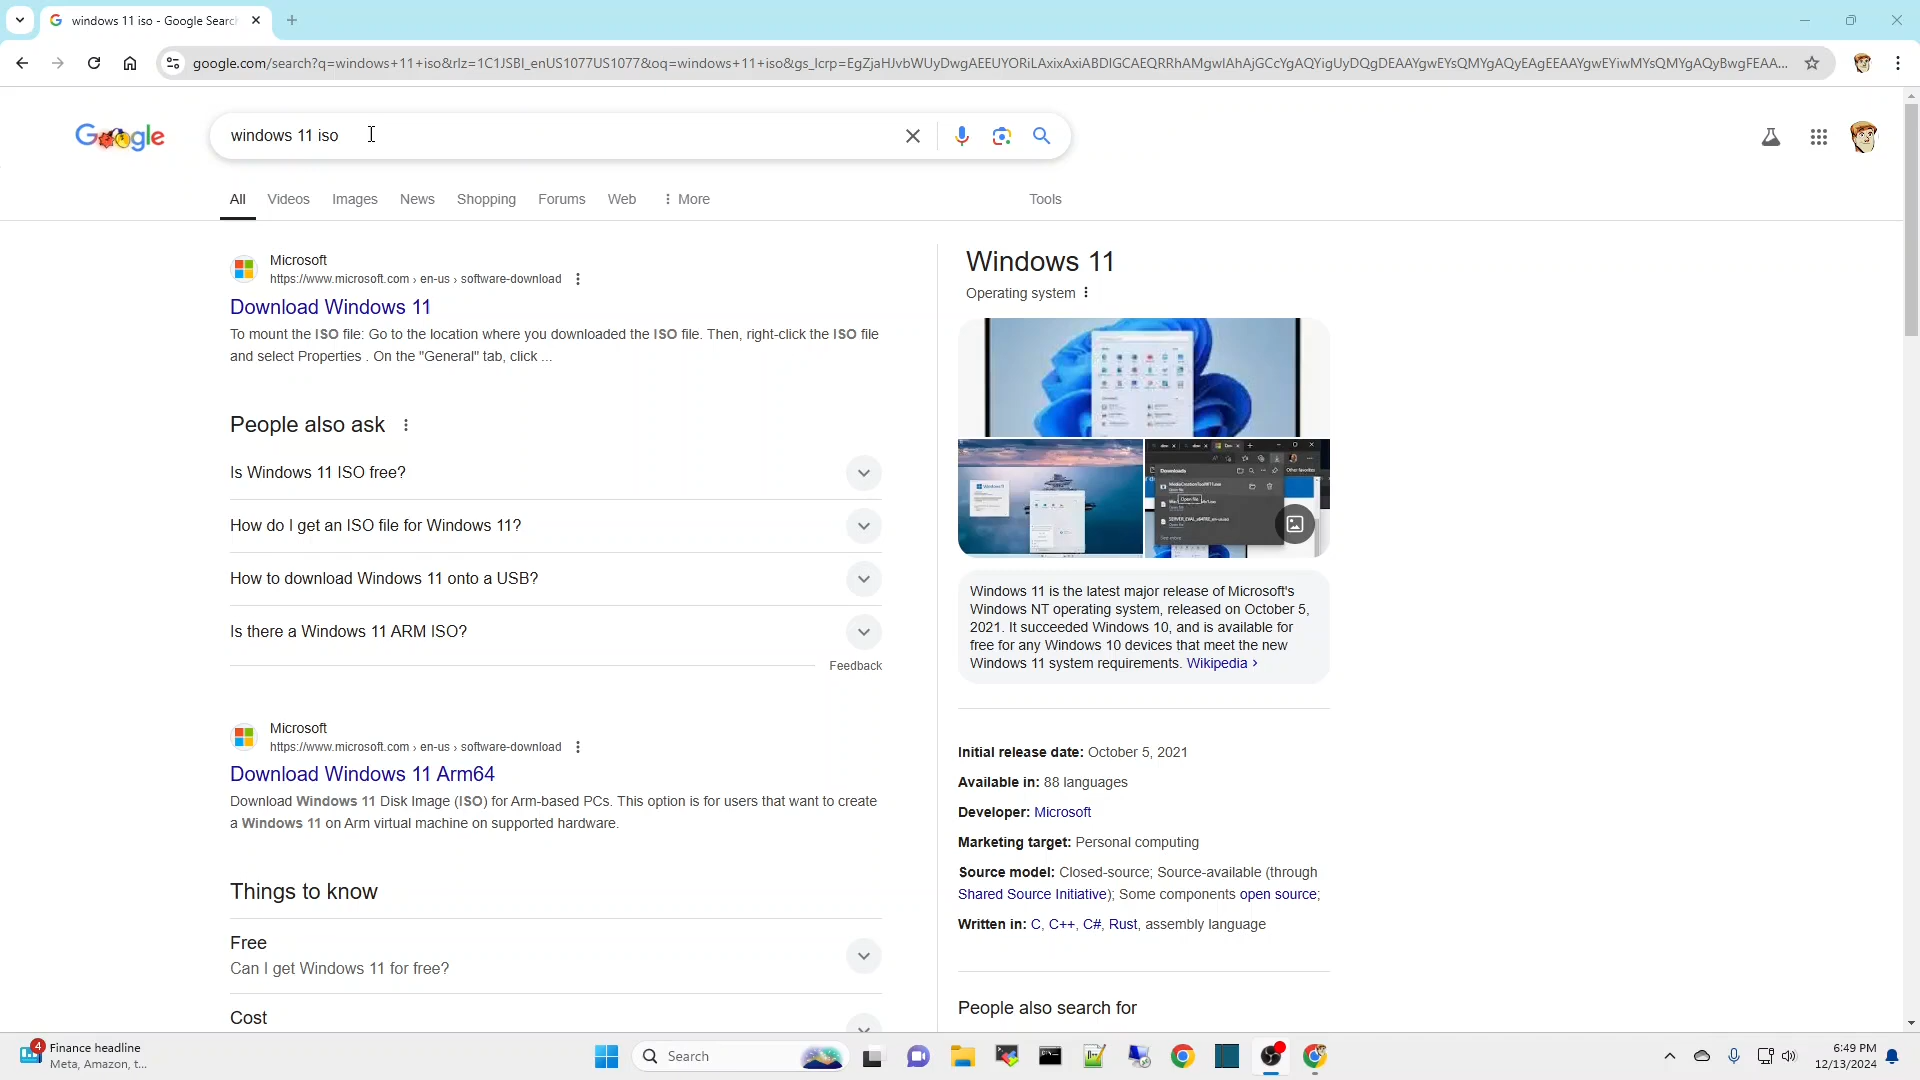 windows 11 iso - Google Search
google.com/search?q=windows+11+iso&rlz=1C1JSBI_enUS1077US1077&oq=windows+11+iso&gs_lcrp=EgZjaHJvbWUyDwgAEEUYORiLAxixAxiABDIGCAEQRRhAMgwIAhAjGCcYgAQYigUyDQgDEAAYgwEYsQMYgAQyEAgEEAAYgwEYiwMYsQMYgAQyBwgFEAA...
Google
windows 11 iso
All Videos Images News Shopping Forums Web More Tools
Microsoft
https://www.microsoft.com › en-us › software-download
Download Windows 11
To mount the ISO file: Go to the location where you downloaded the ISO file. Then, right-click the ISO file
and select Properties . On the "General" tab, click ...
People also ask
Is Windows 11 ISO free?
How do I get an ISO file for Windows 11?
How to download Windows 11 onto a USB?
Is there a Windows 11 ARM ISO?
Feedback
Microsoft
https://www.microsoft.com › en-us › software-download
Download Windows 11 Arm64
Download Windows 11 Disk Image (ISO) for Arm-based PCs. This option is for users that want to create
a Windows 11 on Arm virtual machine on supported hardware.
Things to know
Free
Can I get Windows 11 for free?
Cost
Windows 11
Operating system
Downloads
Other favorites
Open file
See more
Windows 11 is the latest major release of Microsoft's
Windows NT operating system, released on October 5,
2021. It succeeded Windows 10, and is available for
free for any Windows 10 devices that meet the new
Windows 11 system requirements. Wikipedia ›
Initial release date: October 5, 2021
Available in: 88 languages
Developer: Microsoft
Marketing target: Personal computing
Source model: Closed-source; Source-available (through
Shared Source Initiative); Some components open source;
Written in: C, C++, C#, Rust, assembly language
People also search for
4
Finance headline
Meta, Amazon, t...
Search
6:49 PM
12/13/2024